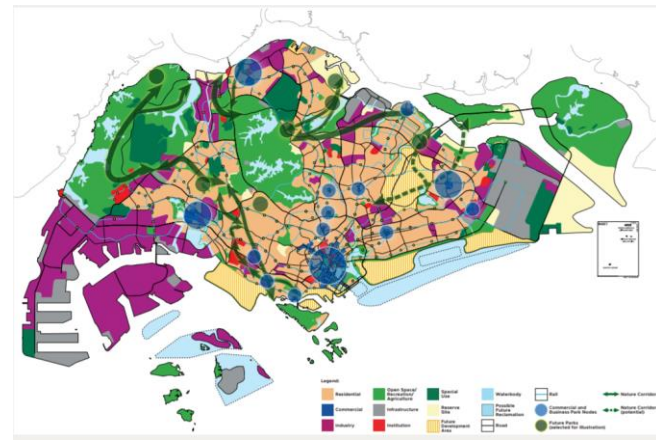 Legend:
Residential
Commercial
Industry
Open Space/
Recreation/
Agriculture
Infrastructure
Institution
Special
Use
Reserve
Site
Future
Development
Area
Waterbody
Possible
Future
Reclamation
Rail
Road
Commercial and
Business Park Nodes
Future Parks
(selected for illustration)
Nature Corridor
Nature Corridor
(potential)